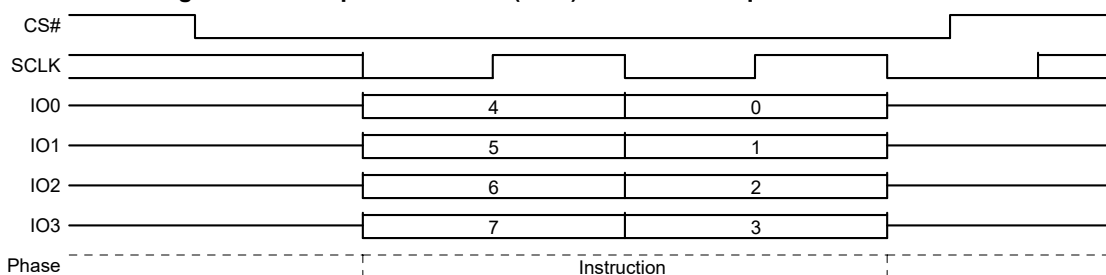 CS#
SCLK
IO0 4 0
IO1 5 1
IO2 6 2
IO3 7 3
Phase Instruction